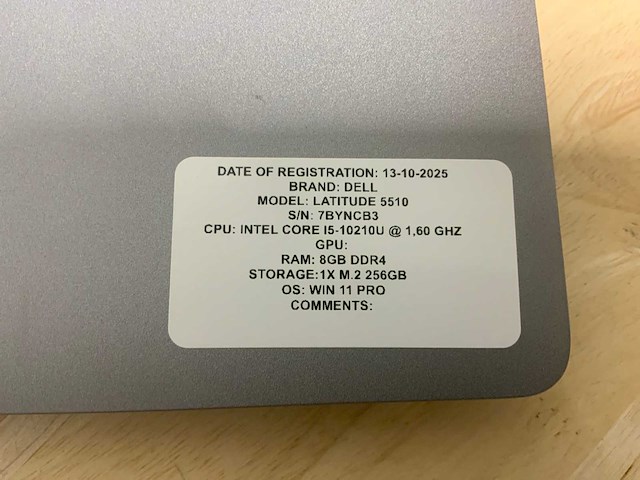 DATE OF REGISTRATION: 13-10-2025
BRAND: DELL
MODEL: LATITUDE 5510
S/N: 7BYNCB3
CPU: INTEL CORE I5-10210U @ 1,60 GHZ
GPU:
RAM: 8GB DDR4
STORAGE:1X M.2 256GB
OS: WIN 11 PRO
COMMENTS: